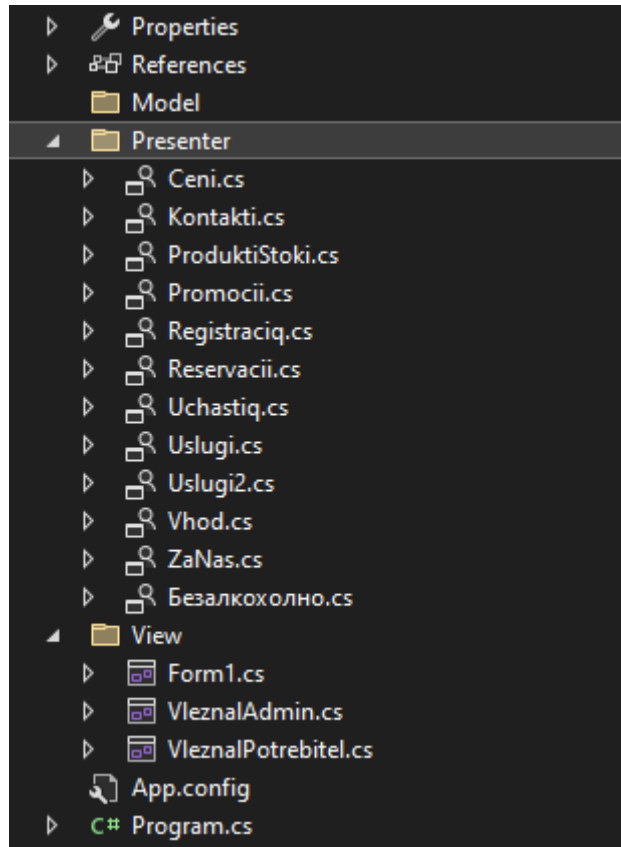 Properties
References
Model
Presenter
Ceni.cs
Kontakti.cs
ProduktiStoki.cs
Promocii.cs
Registraciq.cs
Reservacii.cs
Uchastiq.cs
Uslugi.cs
Uslugi2.cs
Vhod.cs
ZaNas.cs
Безалкохолно.cs
View
Form1.cs
VleznalAdmin.cs
VleznalPotrebitel.cs
App.config
C# Program.cs